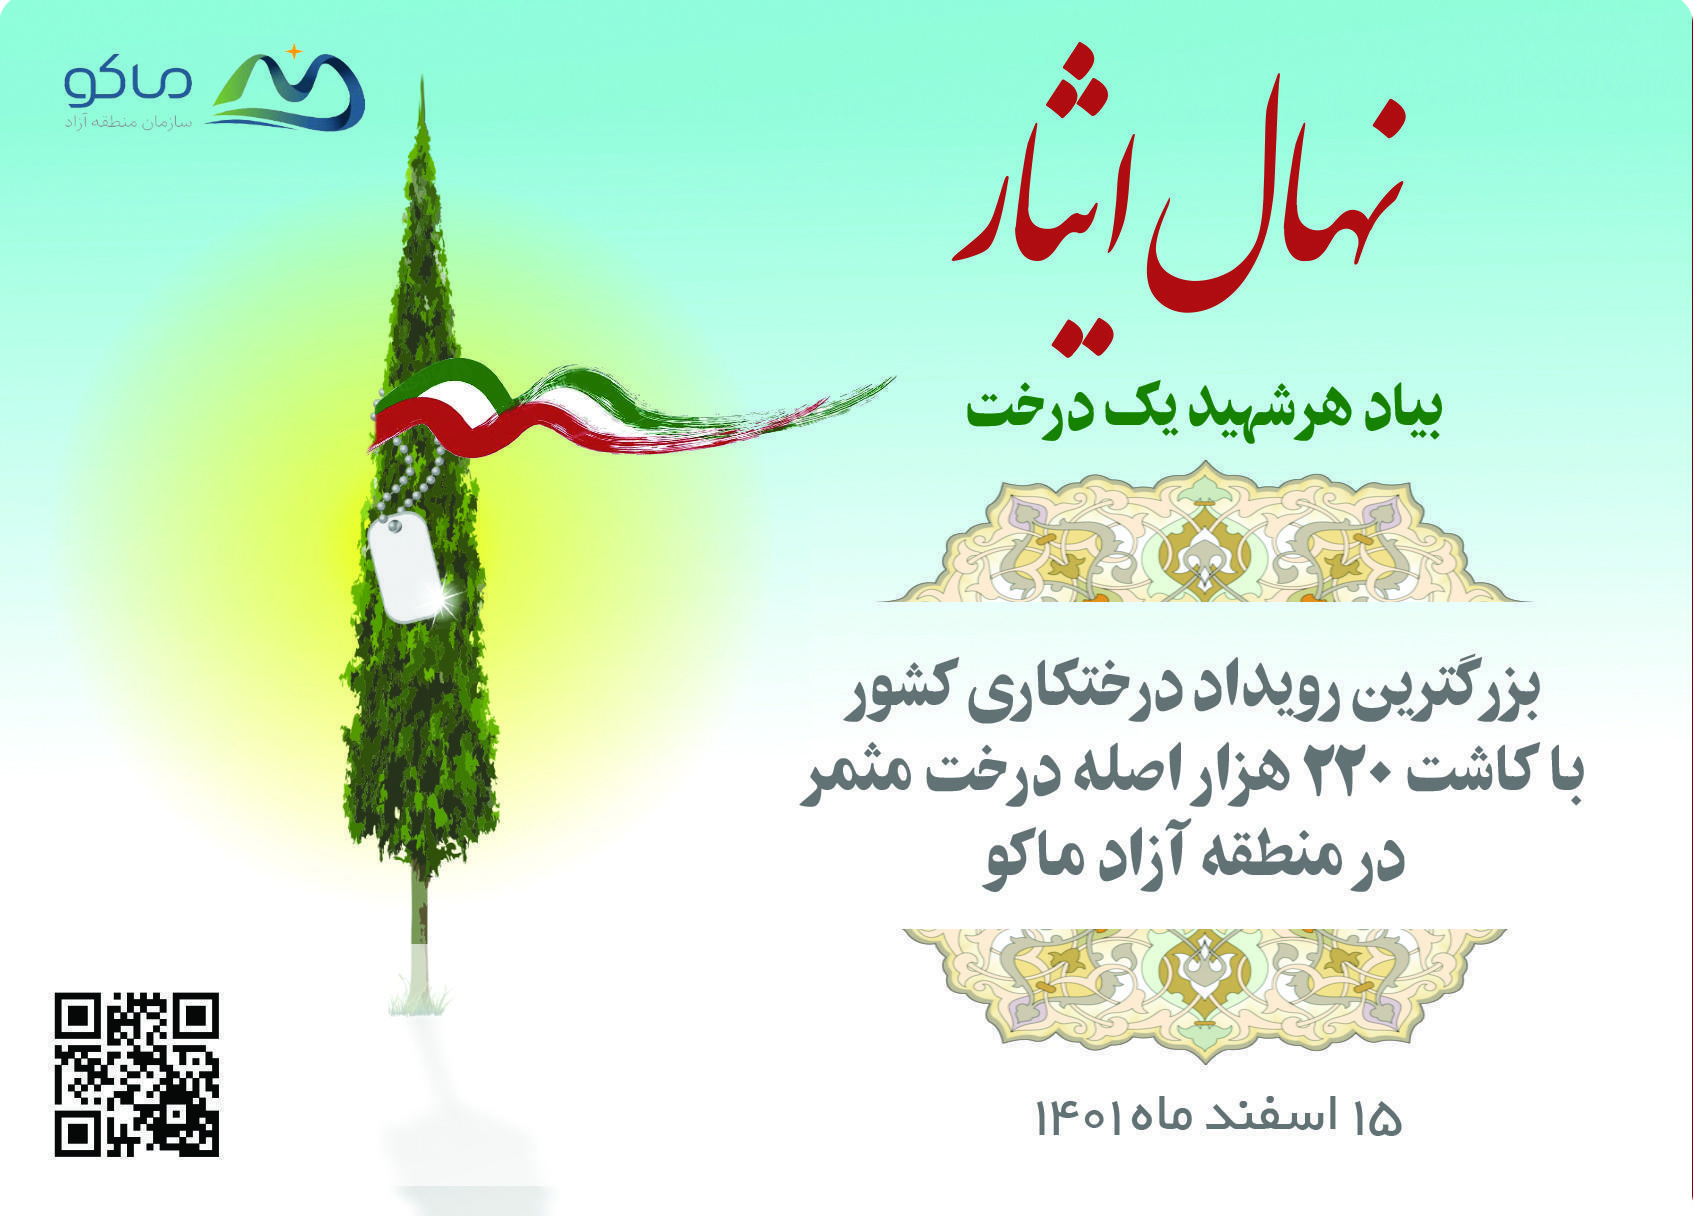 ماکو
سازمان منطقه آزاد
نهال ایثار
بیاد هر شهید یک درخت
بزرگترین رویداد درختکاری کشور
با کاشت ۲۲۰ هزار اصله درخت مثمر
در منطقه آزاد ماکو
۱۵ اسفند ماه ۱۴۰۱